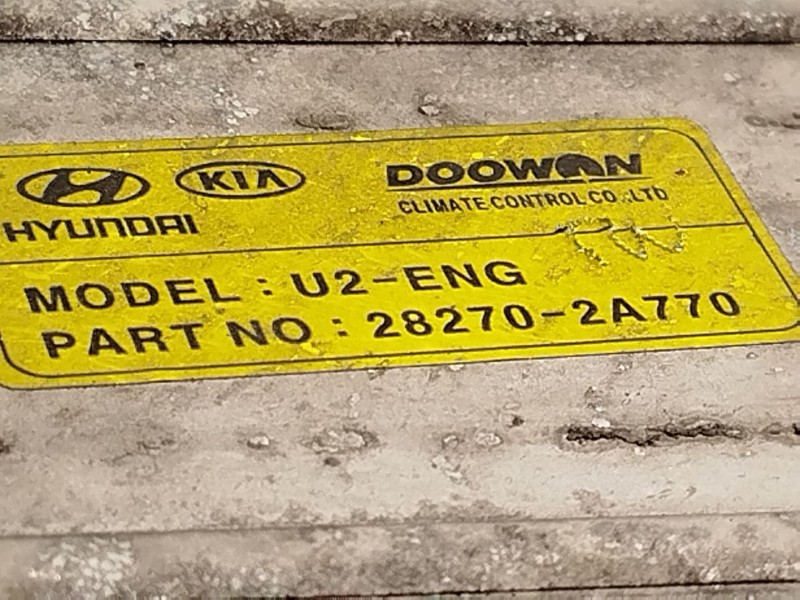 KIA DOOWON
HYUNDAI CLIMATE CONTROL CO.,LTD
MODEL : U2-ENG
PART NO : 28270-2A770